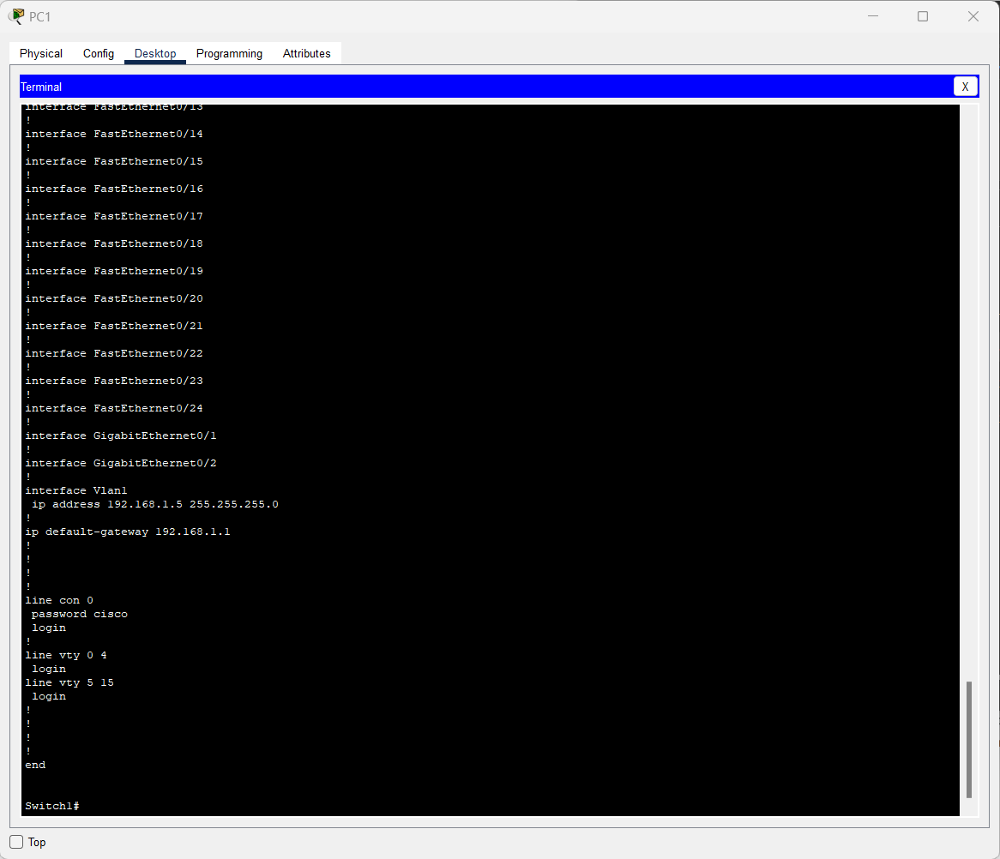 PC1
Physical Config Desktop Programming Attributes
Terminal
X
interface FastEthernet0/13
!
interface FastEthernet0/14
!
interface FastEthernet0/15
!
interface FastEthernet0/16
!
interface FastEthernet0/17
!
interface FastEthernet0/18
!
interface FastEthernet0/19
!
interface FastEthernet0/20
!
interface FastEthernet0/21
!
interface FastEthernet0/22
!
interface FastEthernet0/23
!
interface FastEthernet0/24
!
interface GigabitEthernet0/1
!
interface GigabitEthernet0/2
!
interface Vlan1
 ip address 192.168.1.5 255.255.255.0
!
ip default-gateway 192.168.1.1
!
!
!
!
line con 0
 password cisco
 login
!
line vty 0 4
 login
line vty 5 15
 login
!
!
!
!
end
Switch1#
Top